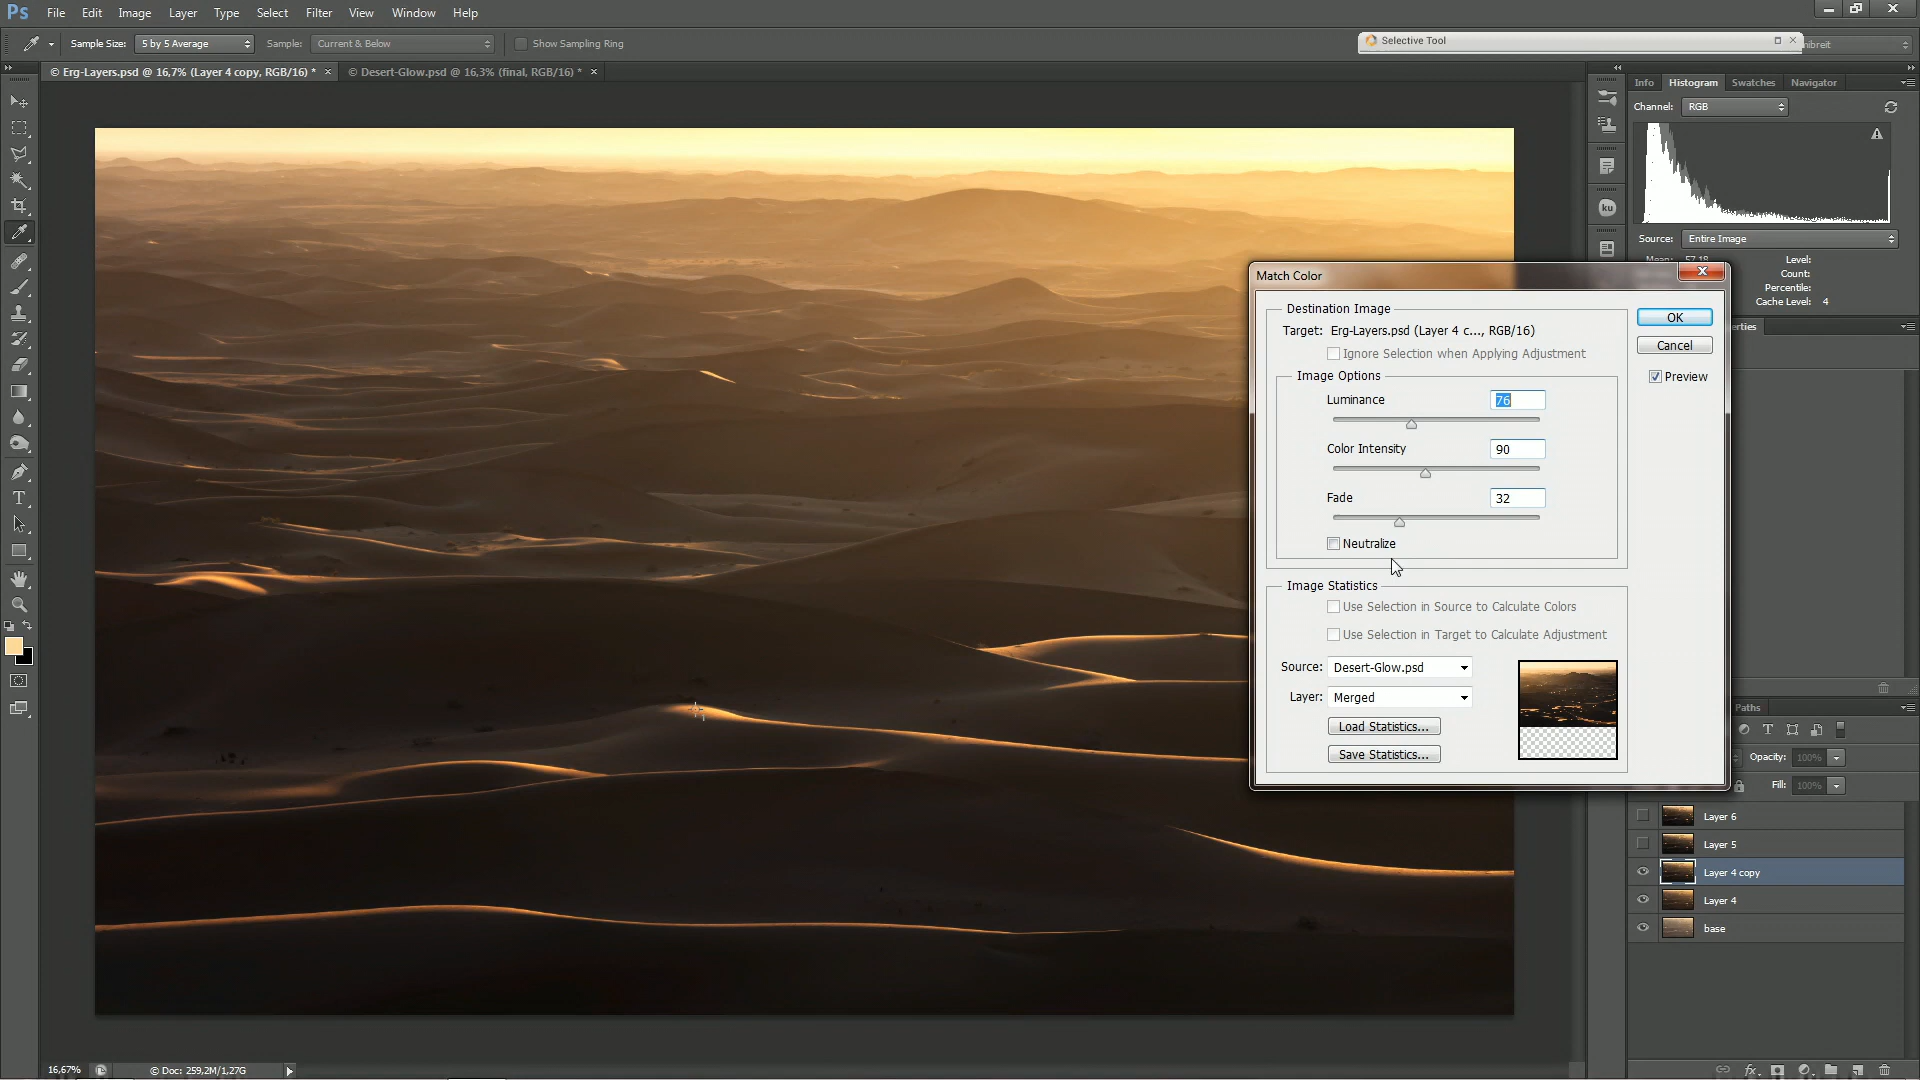 Ps File Edit Image Layer Type Select Filter View Window Help
Sample Size: 5 by 5 Average Sample: Current & Below Show Sampling Ring
Selective Tool
© Erg-Layers.psd @ 16,7% (Layer 4 copy, RGB/16) * × © Desert-Glow.psd @ 16,3% (final, RGB/16) * ×
Info Histogram Swatches Navigator
Channel: RGB
Source: Entire Image
Mean: 57,18 Level:
Count:
Percentile:
Cache Level: 4
Match Color
Destination Image
Target: Erg-Layers.psd (Layer 4 c..., RGB/16)
Ignore Selection when Applying Adjustment
OK
Cancel
Preview
Image Options
Luminance 76
Color Intensity 90
Fade 32
Neutralize
Image Statistics
Use Selection in Source to Calculate Colors
Use Selection in Target to Calculate Adjustment
Source: Desert-Glow.psd
Layer: Merged
Load Statistics...
Save Statistics...
ku
Paths
Opacity: 100%
Fill: 100%
Layer 6
Layer 5
Layer 4 copy
Layer 4
base
16,67% © Doc: 259,2M/1,27G